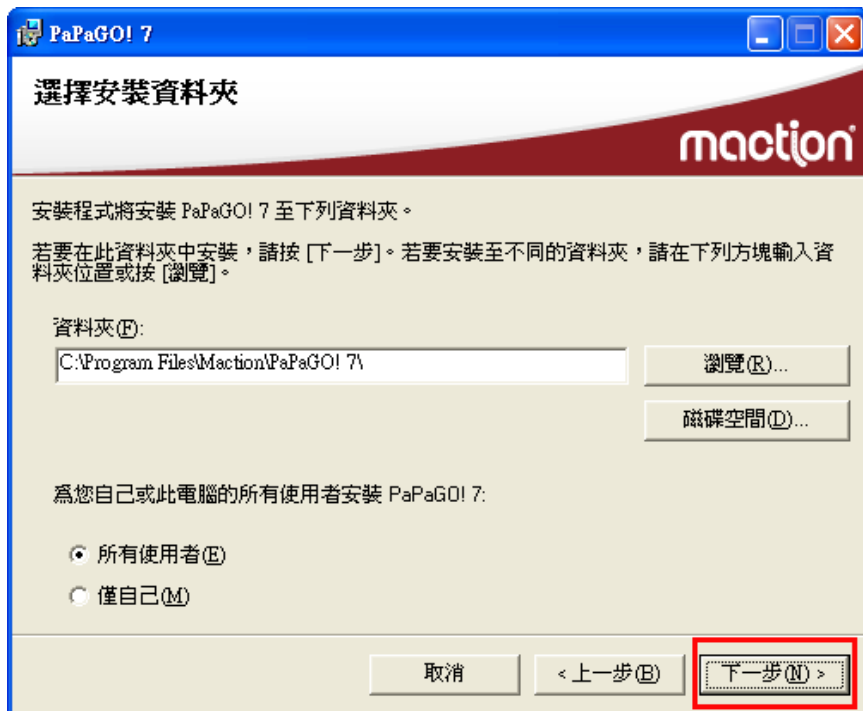 PaPaGO! 7
選擇安裝資料夾
maction
安裝程式將安裝 PaPaGO! 7 至下列資料夾。
若要在此資料夾中安裝，請按 [下一步]。若要安裝至不同的資料夾，請在下列方塊輸入資
料夾位置或按 [瀏覽]。
資料夾(F):
C:\Program Files\Maction\PaPaGO! 7\
瀏覽(R)...
磁碟空間(D)...
為您自己或此電腦的所有使用者安裝 PaPaGO! 7:
所有使用者(E)
僅自己(M)
取消
<上一步(B)
下一步(N) >